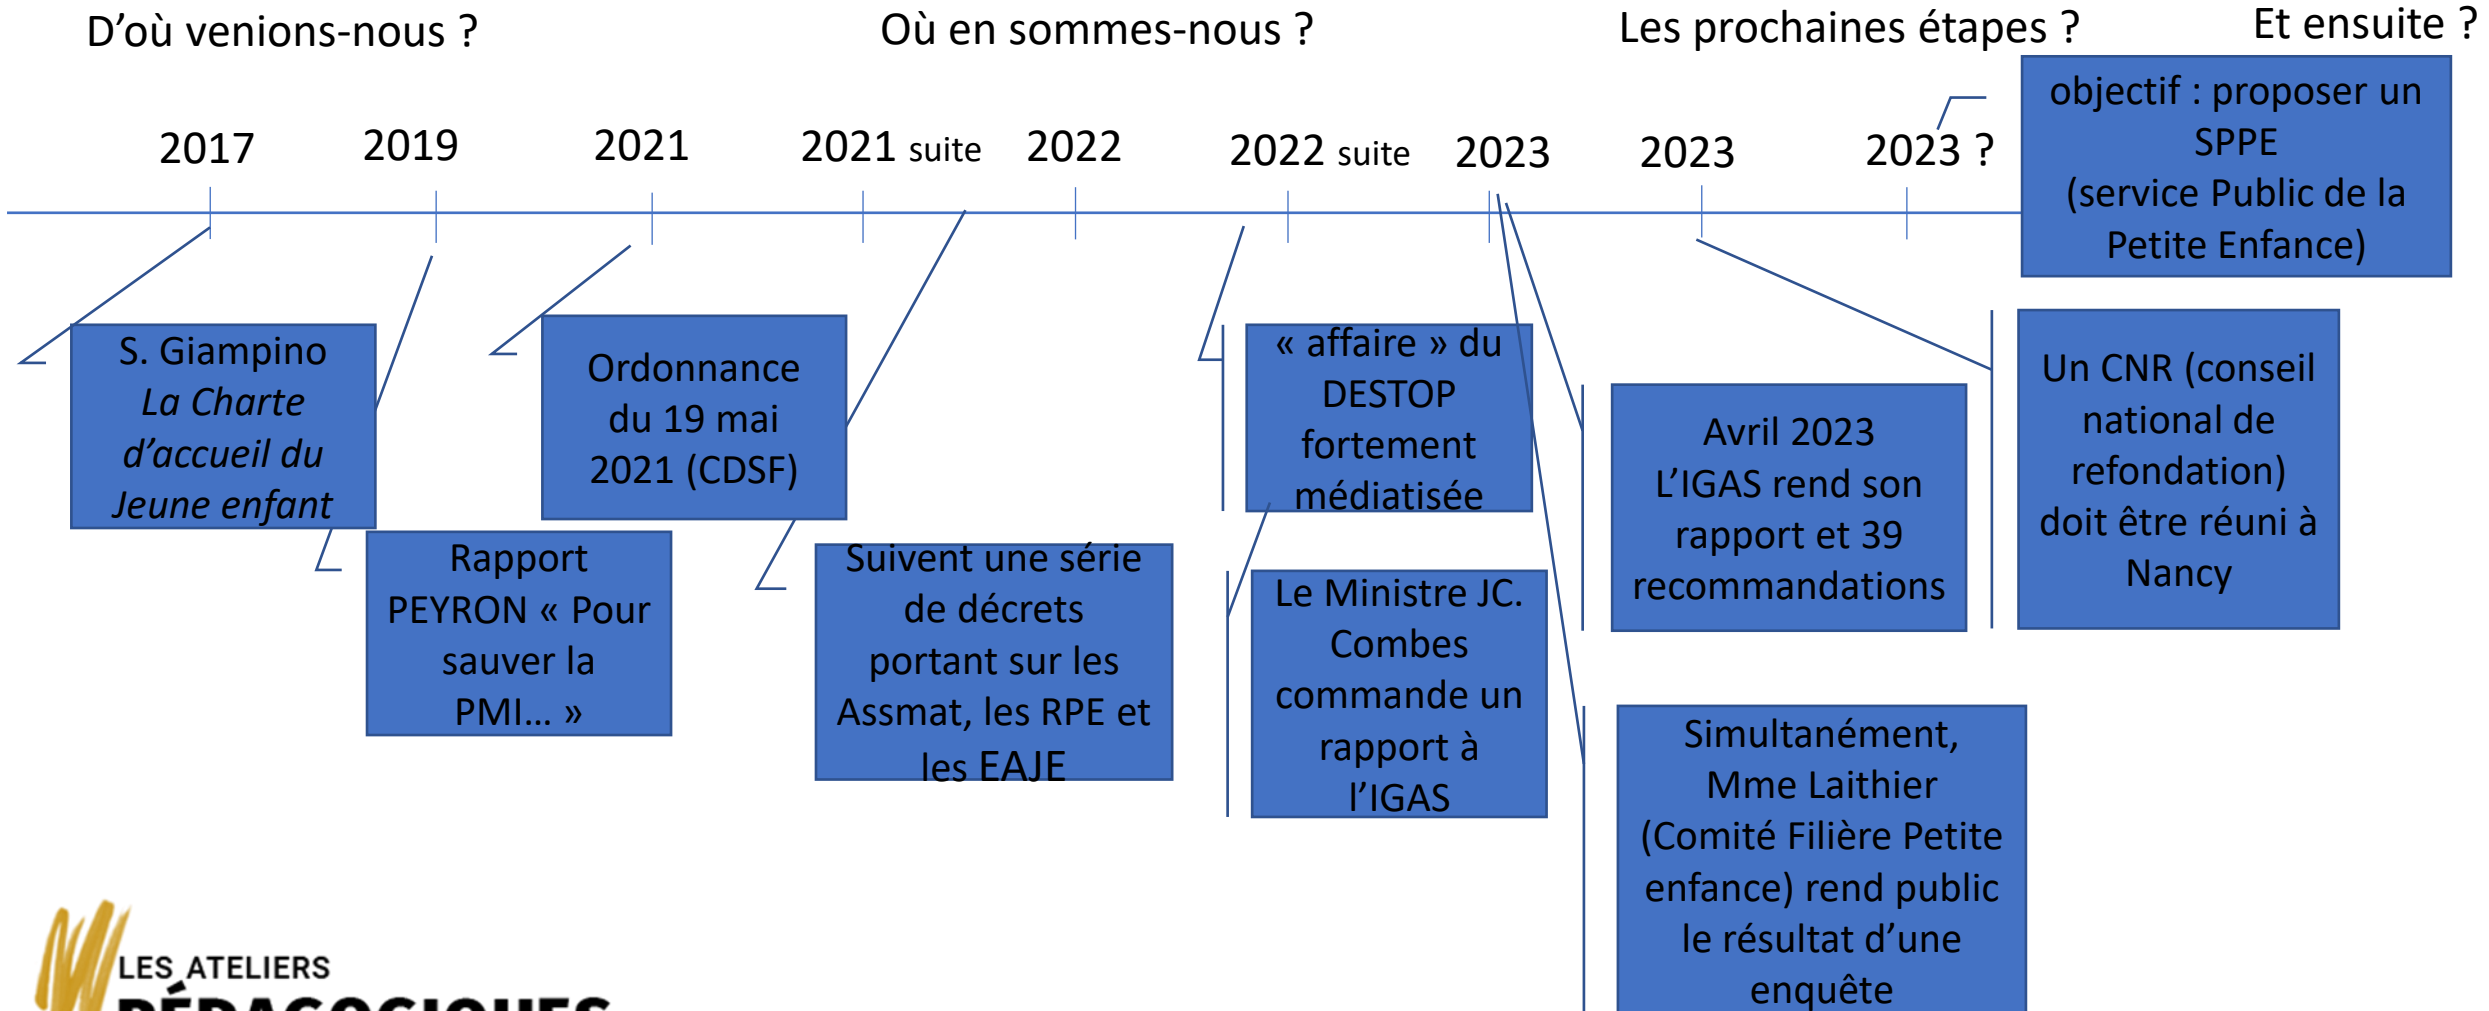 D’où venions-nous ?
Où en sommes-nous ?
Les prochaines étapes ?
Et ensuite ?
2017
2019
2021
2021 suite
2022
2022 suite
2023
2023
2023 ?
objectif : proposer un
SPPE
(service Public de la
Petite Enfance)
S. Giampino
La Charte
d’accueil du
Jeune enfant
Rapport
PEYRON « Pour
sauver la
PMI… »
Ordonnance
du 19 mai
2021 (CDSF)
Suivent une série
de décrets
portant sur les
Assmat, les RPE et
les EAJE
« affaire » du
DESTOP
fortement
médiatisée
Le Ministre JC.
Combes
commande un
rapport à
l’IGAS
Avril 2023
L’IGAS rend son
rapport et 39
recommandations
Simultanément,
Mme Laithier
(Comité Filière Petite
enfance) rend public
le résultat d’une
enquête
Un CNR (conseil
national de
refondation)
doit être réuni à
Nancy
LES ATELIERS
PÉDAGOGIQUES